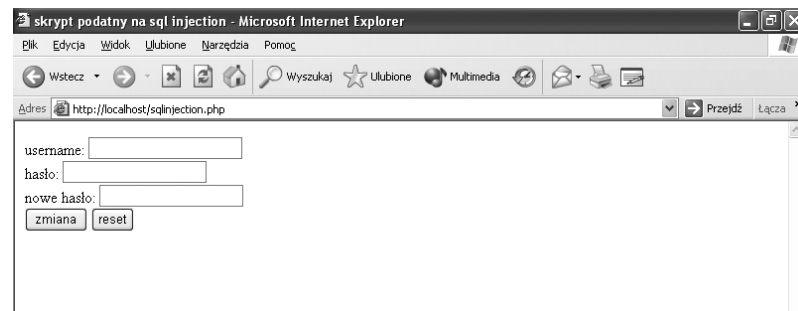 skrypt podatny na sql injection - Microsoft Internet Explorer
Plik Edycja Widok Ulubione Narzędzia Pomoc
Wstecz Wyszukaj Ulubione Multimedia
Adres http://localhost/sqlinjection.php Przejdź Łącza
username:
hasło:
nowe hasło:
zmiana reset